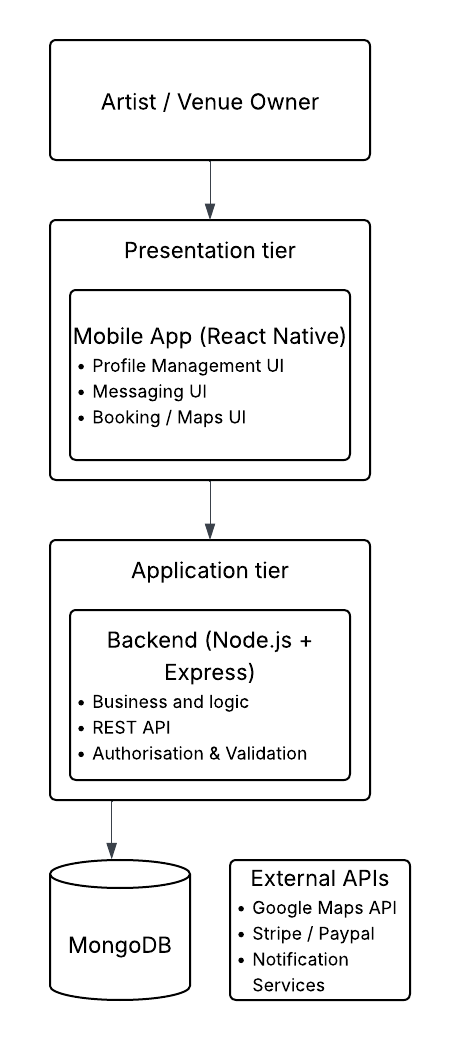 Artist / Venue Owner
Presentation tier
Mobile App (React Native)
• Profile Management UI
• Messaging UI
• Booking / Maps UI
Application tier
Backend (Node.js +
Express)
• Business and logic
• REST API
• Authorisation & Validation
MongoDB
External APIs
• Google Maps API
• Stripe / Paypal
• Notification
Services